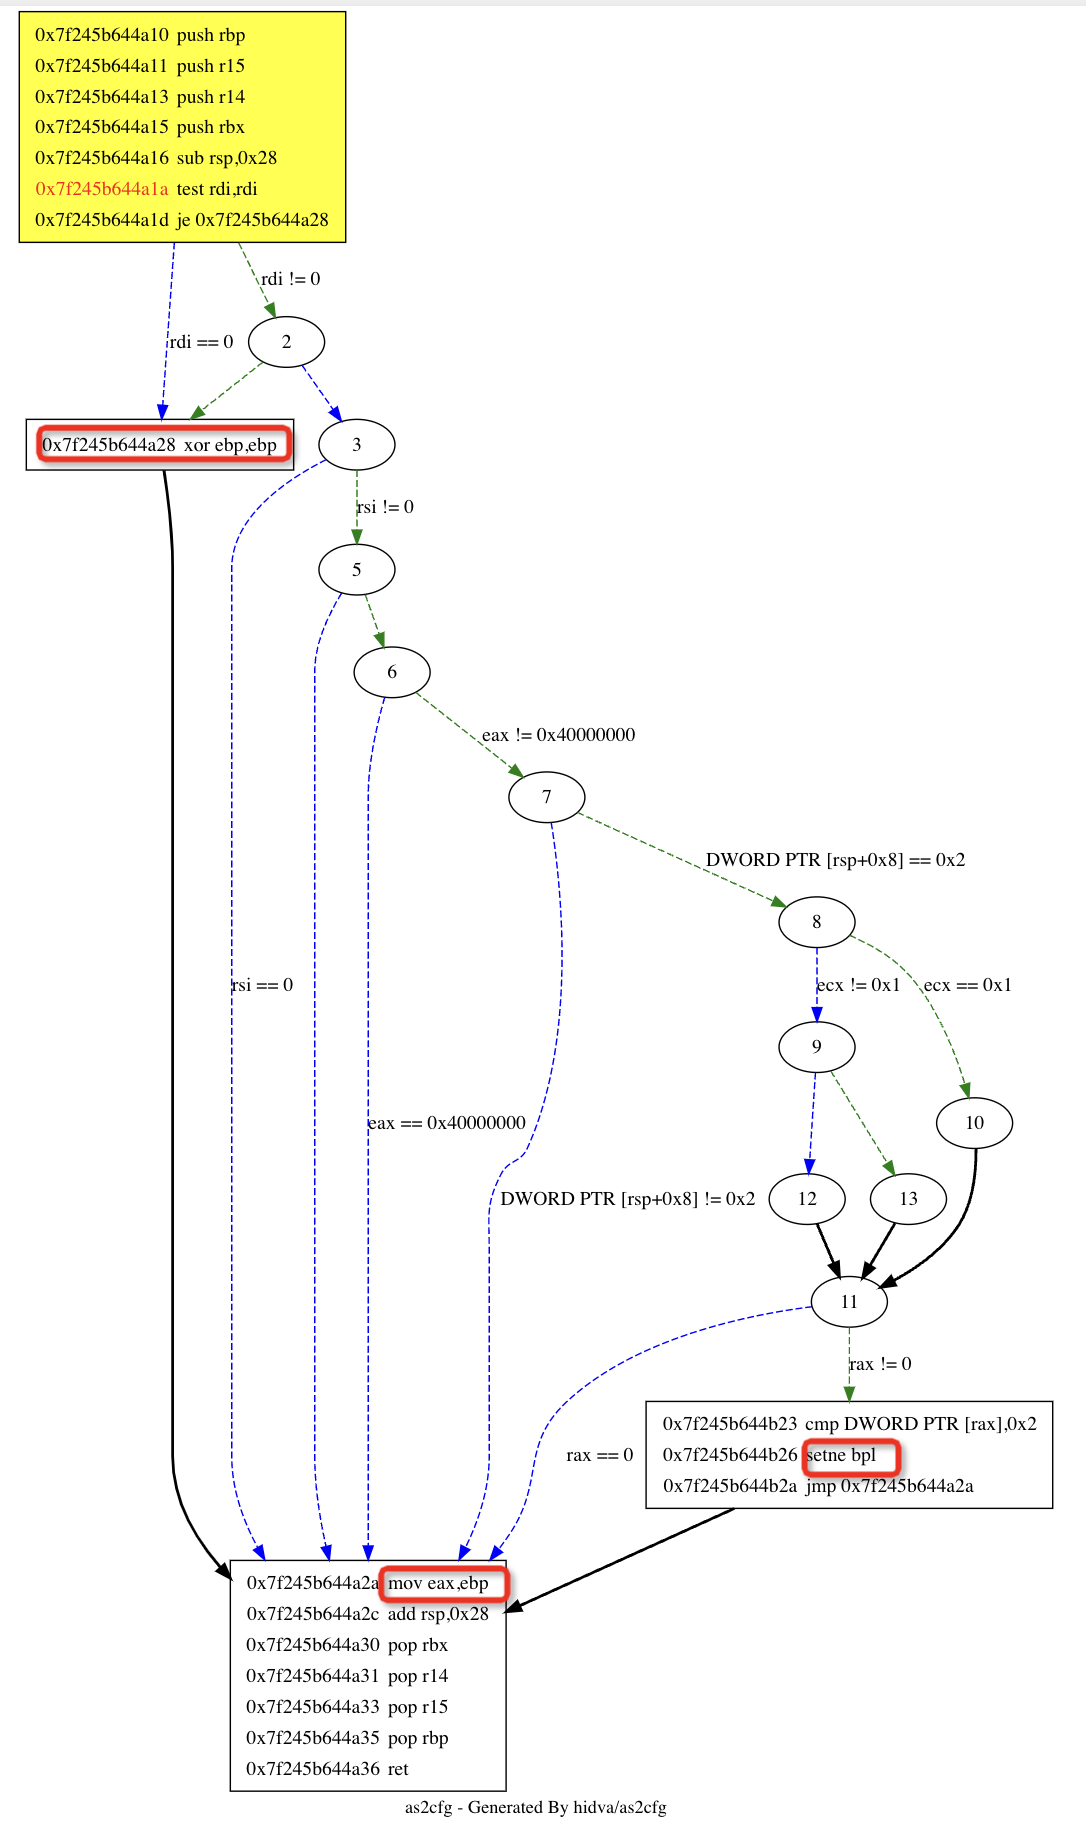 0x7f245b644a10 push rbp
0x7f245b644a11 push r15
0x7f245b644a13 push r14
0x7f245b644a15 push rbx
0x7f245b644a16 sub rsp,0x28
0x7f245b644a1a test rdi,rdi
0x7f245b644a1d je 0x7f245b644a28
rdi != 0
rdi == 0
2
0x7f245b644a28 xor ebp,ebp
3
rsi != 0
5
6
eax != 0x40000000
7
DWORD PTR [rsp+0x8] == 0x2
8
rsi == 0
ecx != 0x1
ecx == 0x1
9
eax == 0x40000000
10
DWORD PTR [rsp+0x8] != 0x2
12
13
11
rax != 0
rax == 0
0x7f245b644b23 cmp DWORD PTR [rax],0x2
0x7f245b644b26 setne bpl
0x7f245b644b2a jmp 0x7f245b644a2a
0x7f245b644a2a mov eax,ebp
0x7f245b644a2c add rsp,0x28
0x7f245b644a30 pop rbx
0x7f245b644a31 pop r14
0x7f245b644a33 pop r15
0x7f245b644a35 pop rbp
0x7f245b644a36 ret
as2cfg - Generated By hidva/as2cfg